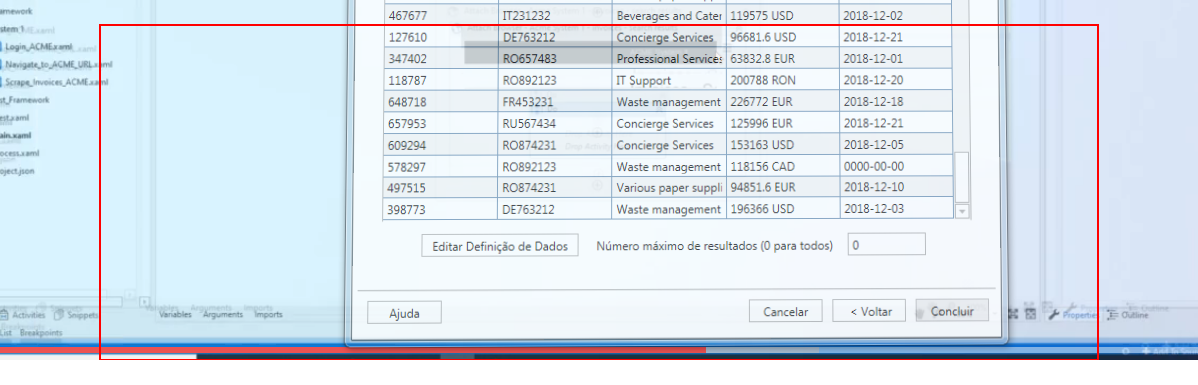 amework
467677 IT231232 Beverages and Cater 119575 USD 2018-12-02
127610 DE763212 Concierge Services 96681.6 USD 2018-12-21
Login_ACME.xaml
347402 RO657483 Professional Services 63832.8 EUR 2018-12-01
Navigate_to_ACME_URL.xaml
118787 RO892123 IT Support 200788 RON 2018-12-20
Scrape_Invoices_ACME.xaml
st_Framework
648718 FR453231 Waste management 226772 EUR 2018-12-18
est.xaml
657953 RU567434 Concierge Services 125996 EUR 2018-12-21
ain.xaml
609294 RO874231 Concierge Services 153163 USD 2018-12-05
ocess.xaml
578297 RO892123 Waste management 118156 CAD 0000-00-00
oject.json
497515 RO874231 Various paper suppli 94851.6 EUR 2018-12-10
398773 DE763212 Waste management 196366 USD 2018-12-03
Editar Definição de Dados Número máximo de resultados (0 para todos) 0
Ajuda Cancelar < Voltar Concluir
Activities Snippets Variables Arguments Imports Properties Outline
List Breakpoints